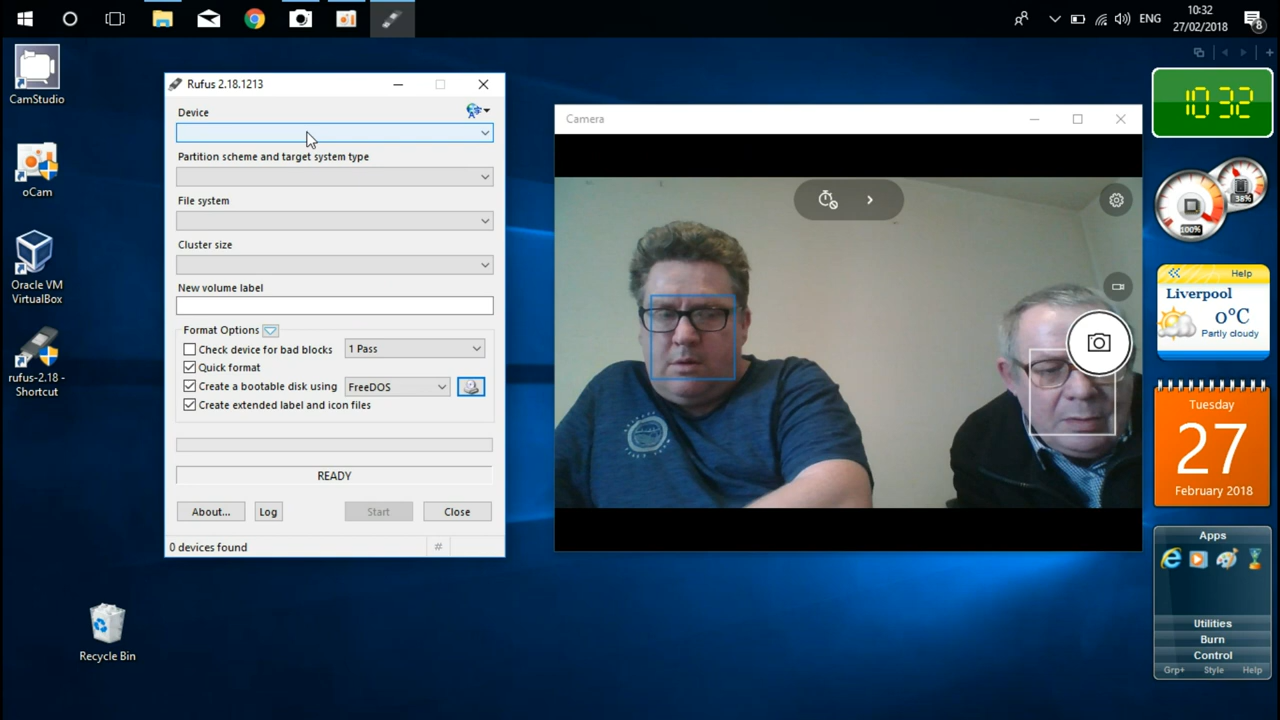 ENG
10:32
27/02/2018
8
CamStudio
oCam
Oracle VM
VirtualBox
rufus-2.18 -
Shortcut
Recycle Bin
Rufus 2.18.1213
Device
Partition scheme and target system type
File system
Cluster size
New volume label
Format Options
Check device for bad blocks
1 Pass
Quick format
Create a bootable disk using
FreeDOS
Create extended label and icon files
READY
About...
Log
Start
Close
0 devices found
#
Camera
10:32
38%
100%
Help
Liverpool
0°C
Partly cloudy
Tuesday
27
February 2018
Apps
Utilities
Burn
Control
Grp+
Style
Help